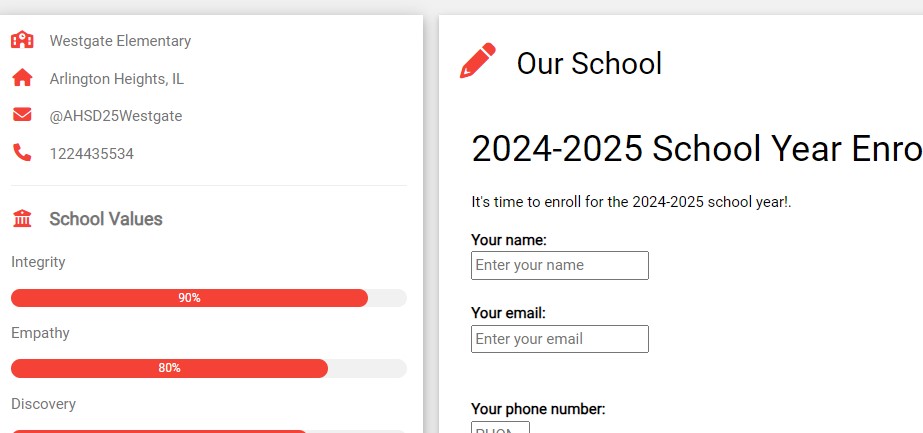 Westgate Elementary
Arlington Heights, IL
@AHSD25Westgate
1224435534
School Values
Integrity
90%
Empathy
80%
Discovery
Our School
2024-2025 School Year Enro
It's time to enroll for the 2024-2025 school year!.
Your name:
Enter your name
Your email:
Enter your email
Your phone number: